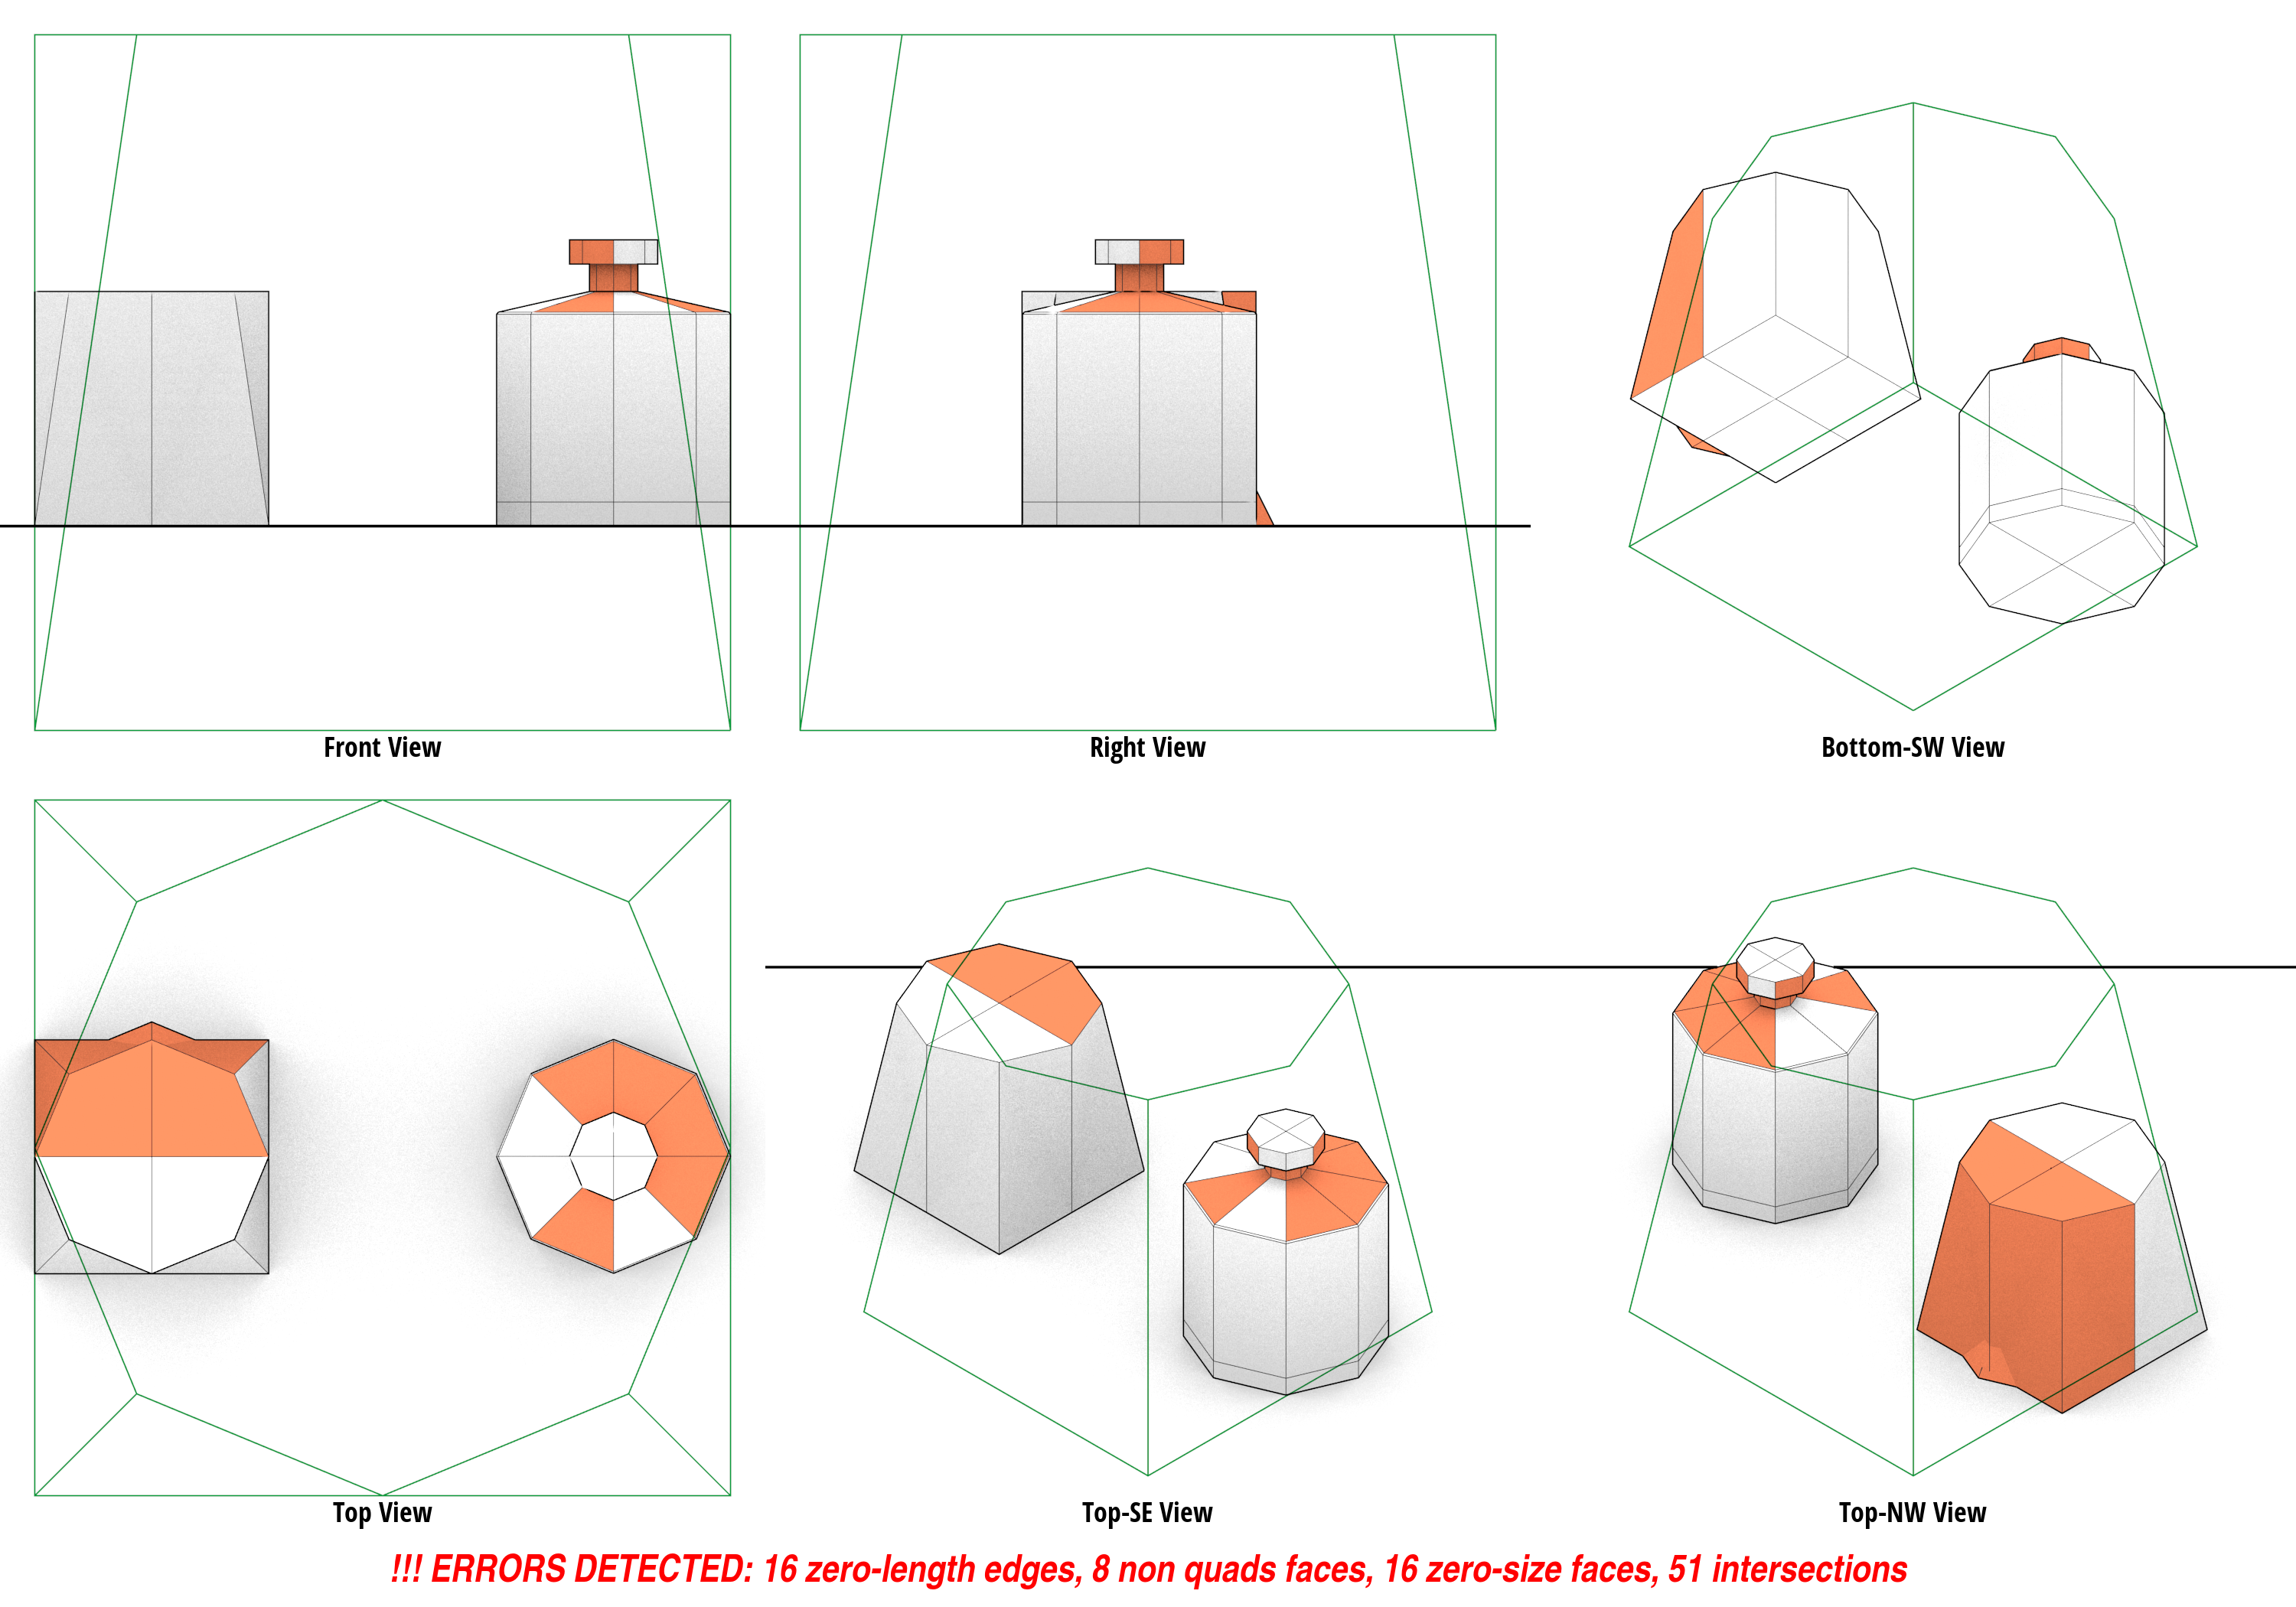 Front View
Right View
Bottom-SW View
Top View
Top-SE View
Top-NW View
!!! ERRORS DETECTED: 16 zero-length edges, 8 non quads faces, 16 zero-size faces, 51 intersections